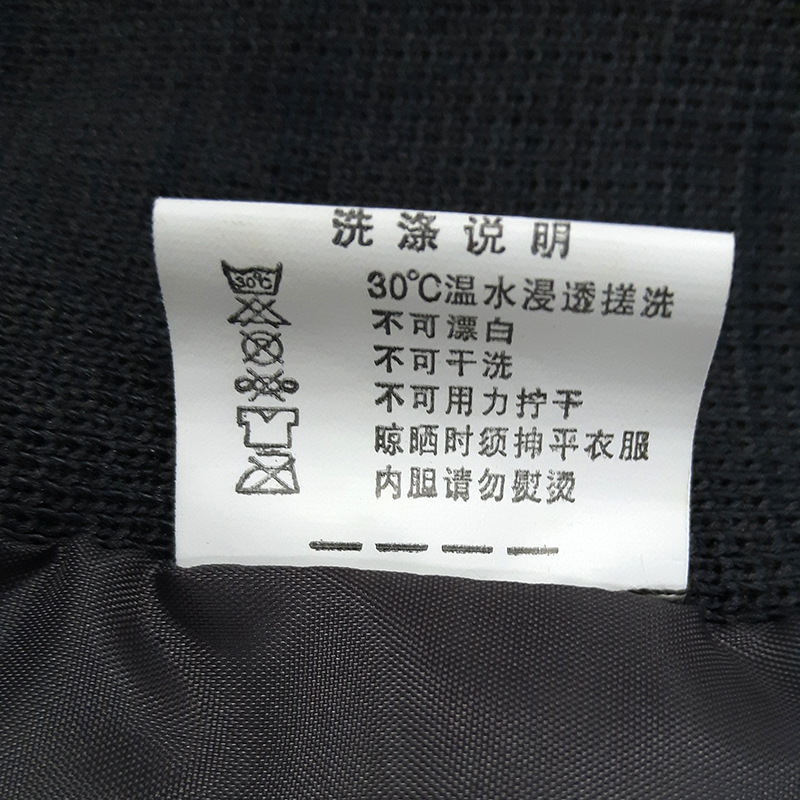 洗涤说明
30℃
30℃温水浸透搓洗
不可漂白
不可干洗
不可用力拧干
晾晒时须抻平衣服
内胆请勿熨烫